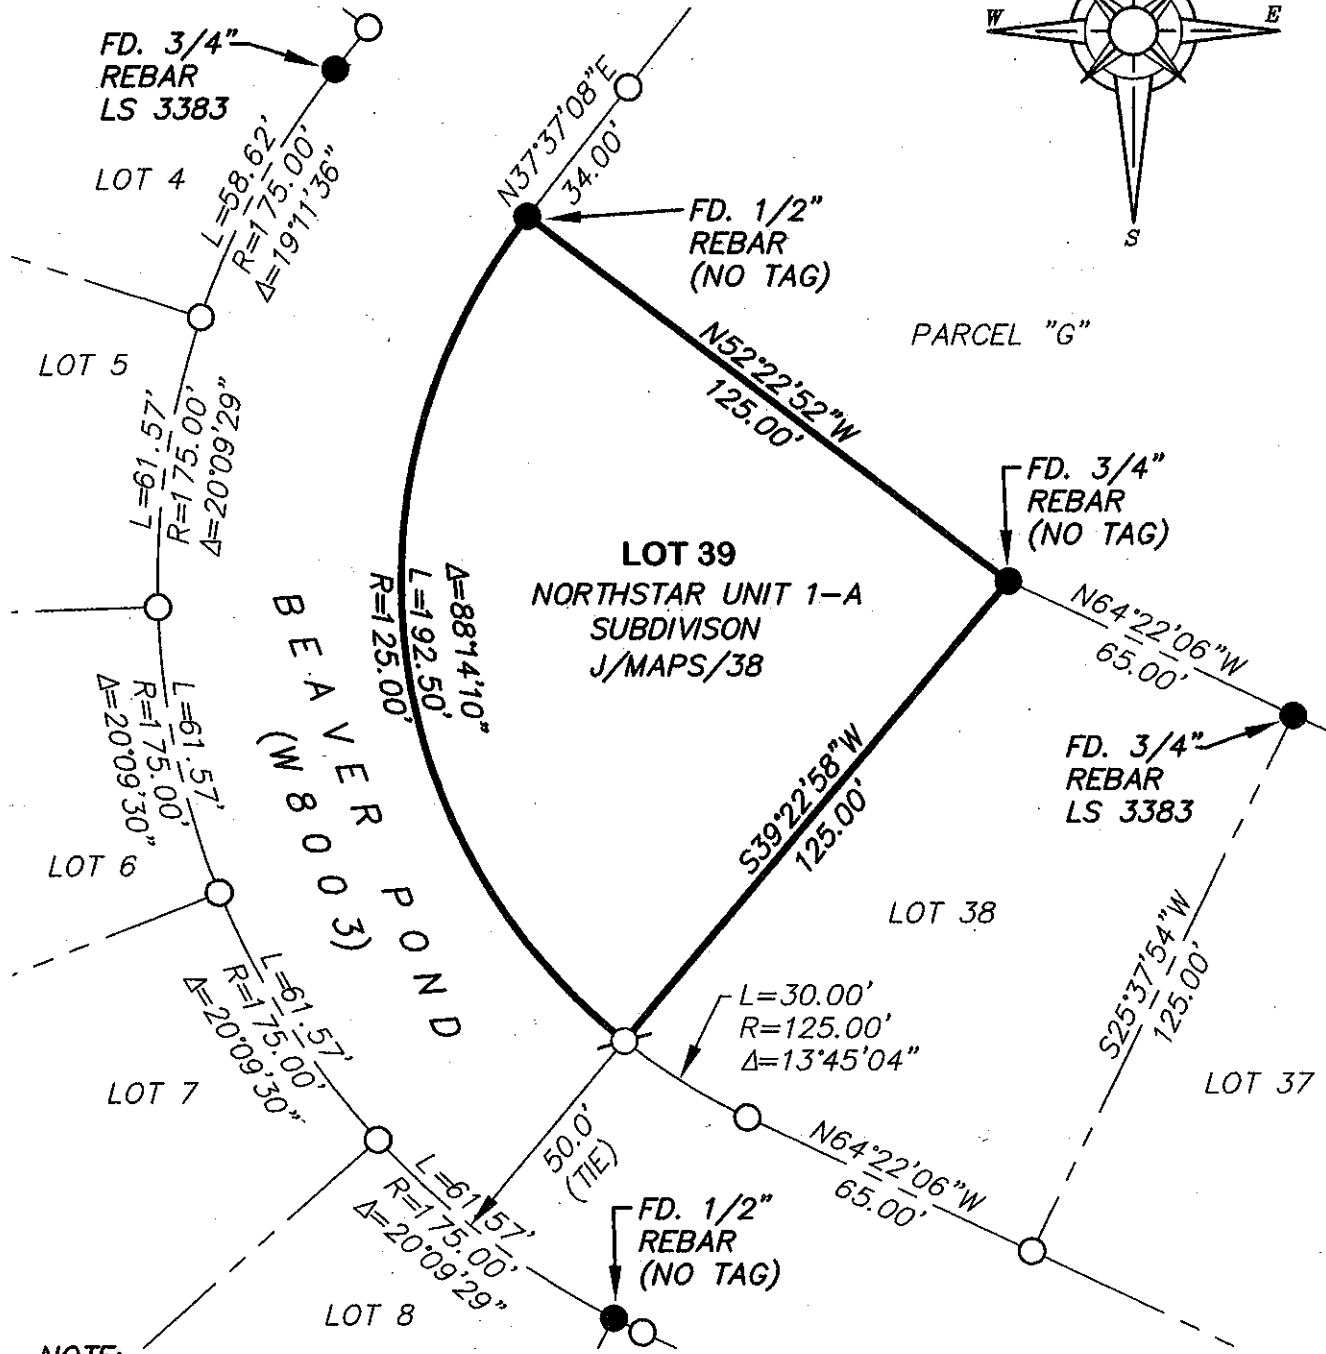 W
E
S
FD. 3/4"
REBAR
LS 3383
LOT 4
L=58.62'
R=175.00'
Δ=19°11'36"
N37°37'08"E
34.00'
FD. 1/2"
REBAR
(NO TAG)
PARCEL "G"
LOT 5
L=61.57'
R=175.00'
Δ=20°09'29"
N52°22'52"W
125.00'
FD. 3/4"
REBAR
(NO TAG)
LOT 39
NORTHSTAR UNIT 1-A
SUBDIVISON
J/MAPS/38
Δ=88°14'10"
L=192.50'
R=125.00'
BEAVER POND
(W 8003)
N64°22'06"W
65.00'
FD. 3/4"
REBAR
LS 3383
L=61.57'
R=175.00'
Δ=20°09'30"
LOT 6
S39°22'58"W
125.00'
LOT 38
S25°37'54"W
125.00'
L=61.57'
R=175.00'
Δ=20°09'30"
LOT 7
L=30.00'
R=125.00'
Δ=13°45'04"
LOT 37
50.0'
(TIE)
N64°22'06"W
65.00'
L=61.57'
R=175.00'
Δ=20°09'29"
FD. 1/2"
REBAR
(NO TAG)
LOT 8
NOTE: